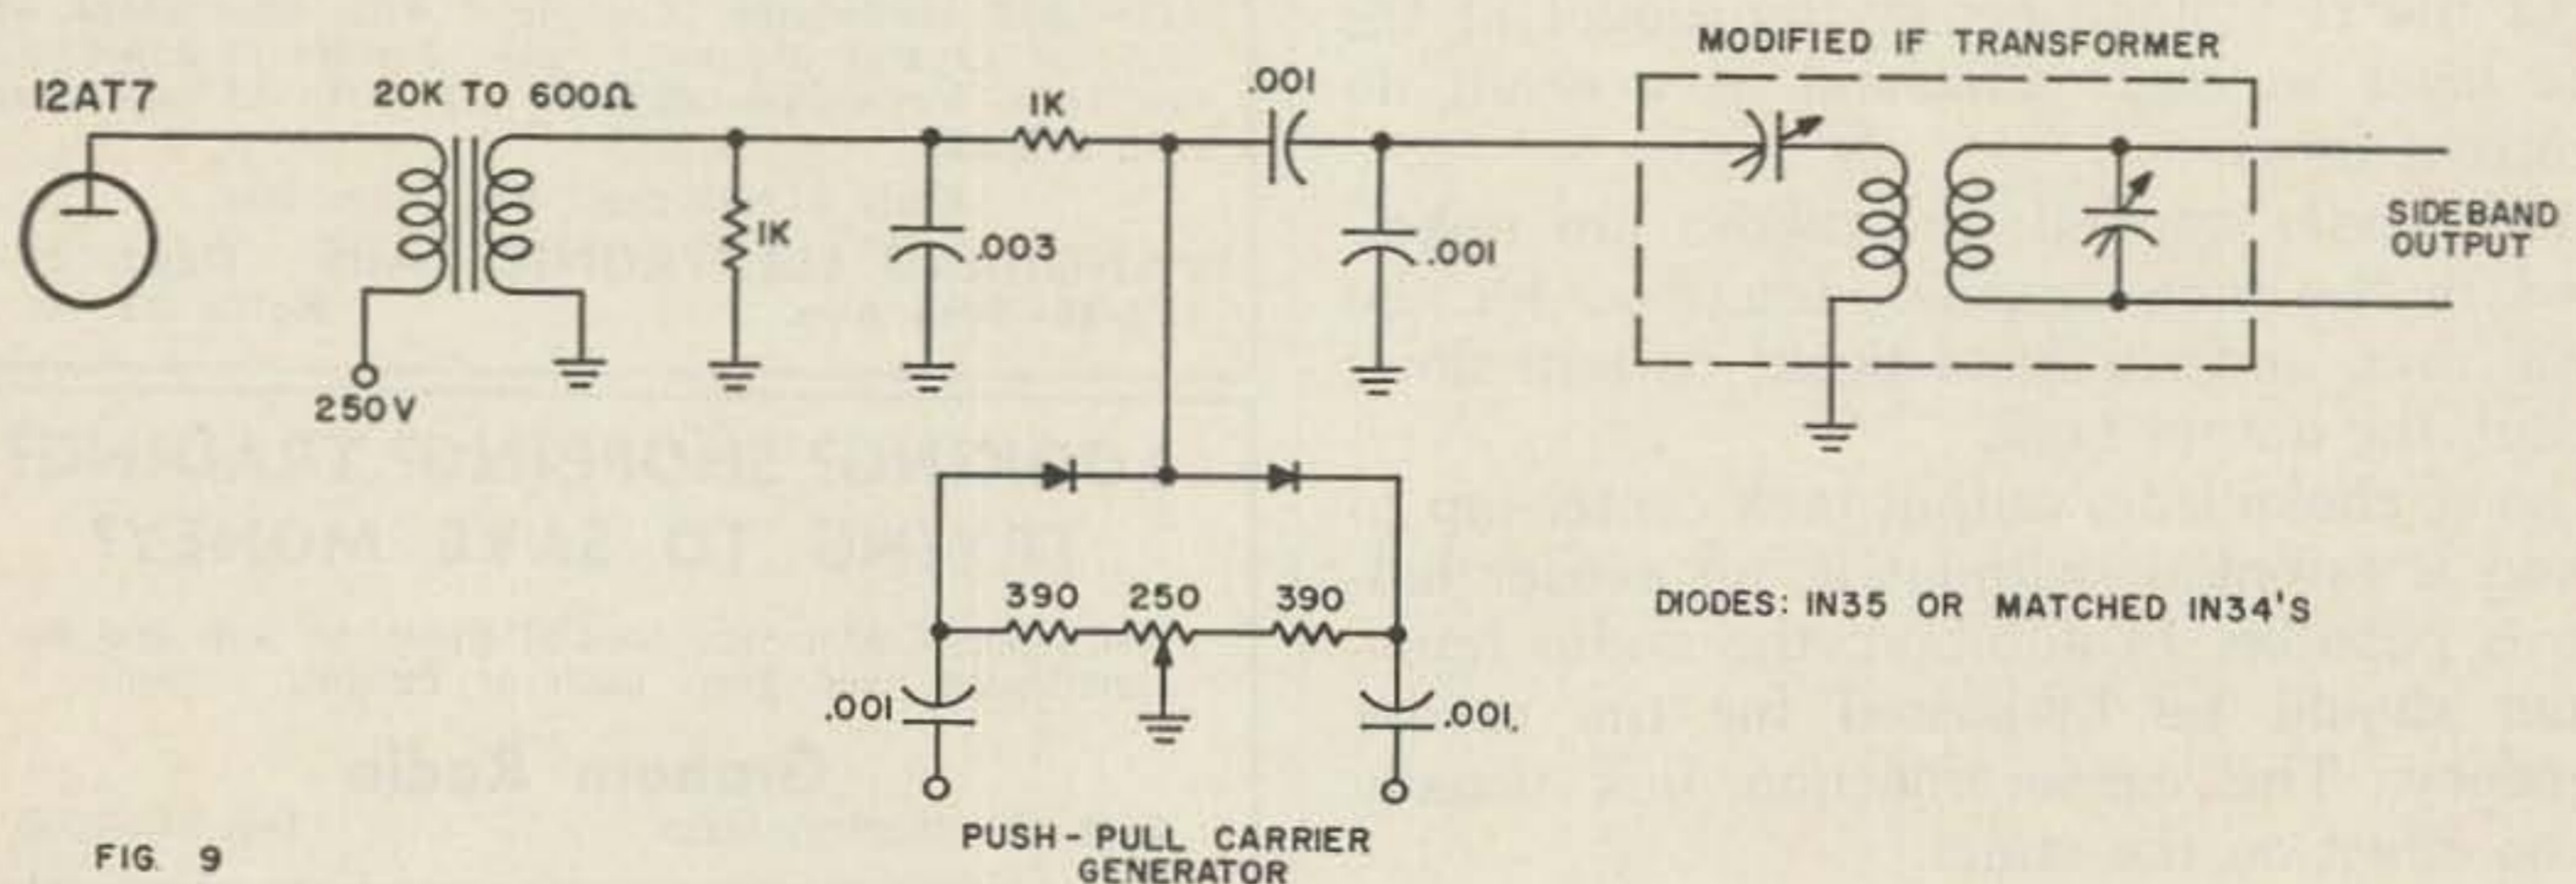 MODIFIED IF TRANSFORMER
12AT7
20K TO 600Ω
1K
.001
1K
.003
.001
SIDEBAND
OUTPUT
250V
390
250
390
DIODES: IN35 OR MATCHED IN34'S
.001
.001.
PUSH-PULL CARRIER
GENERATOR
FIG. 9